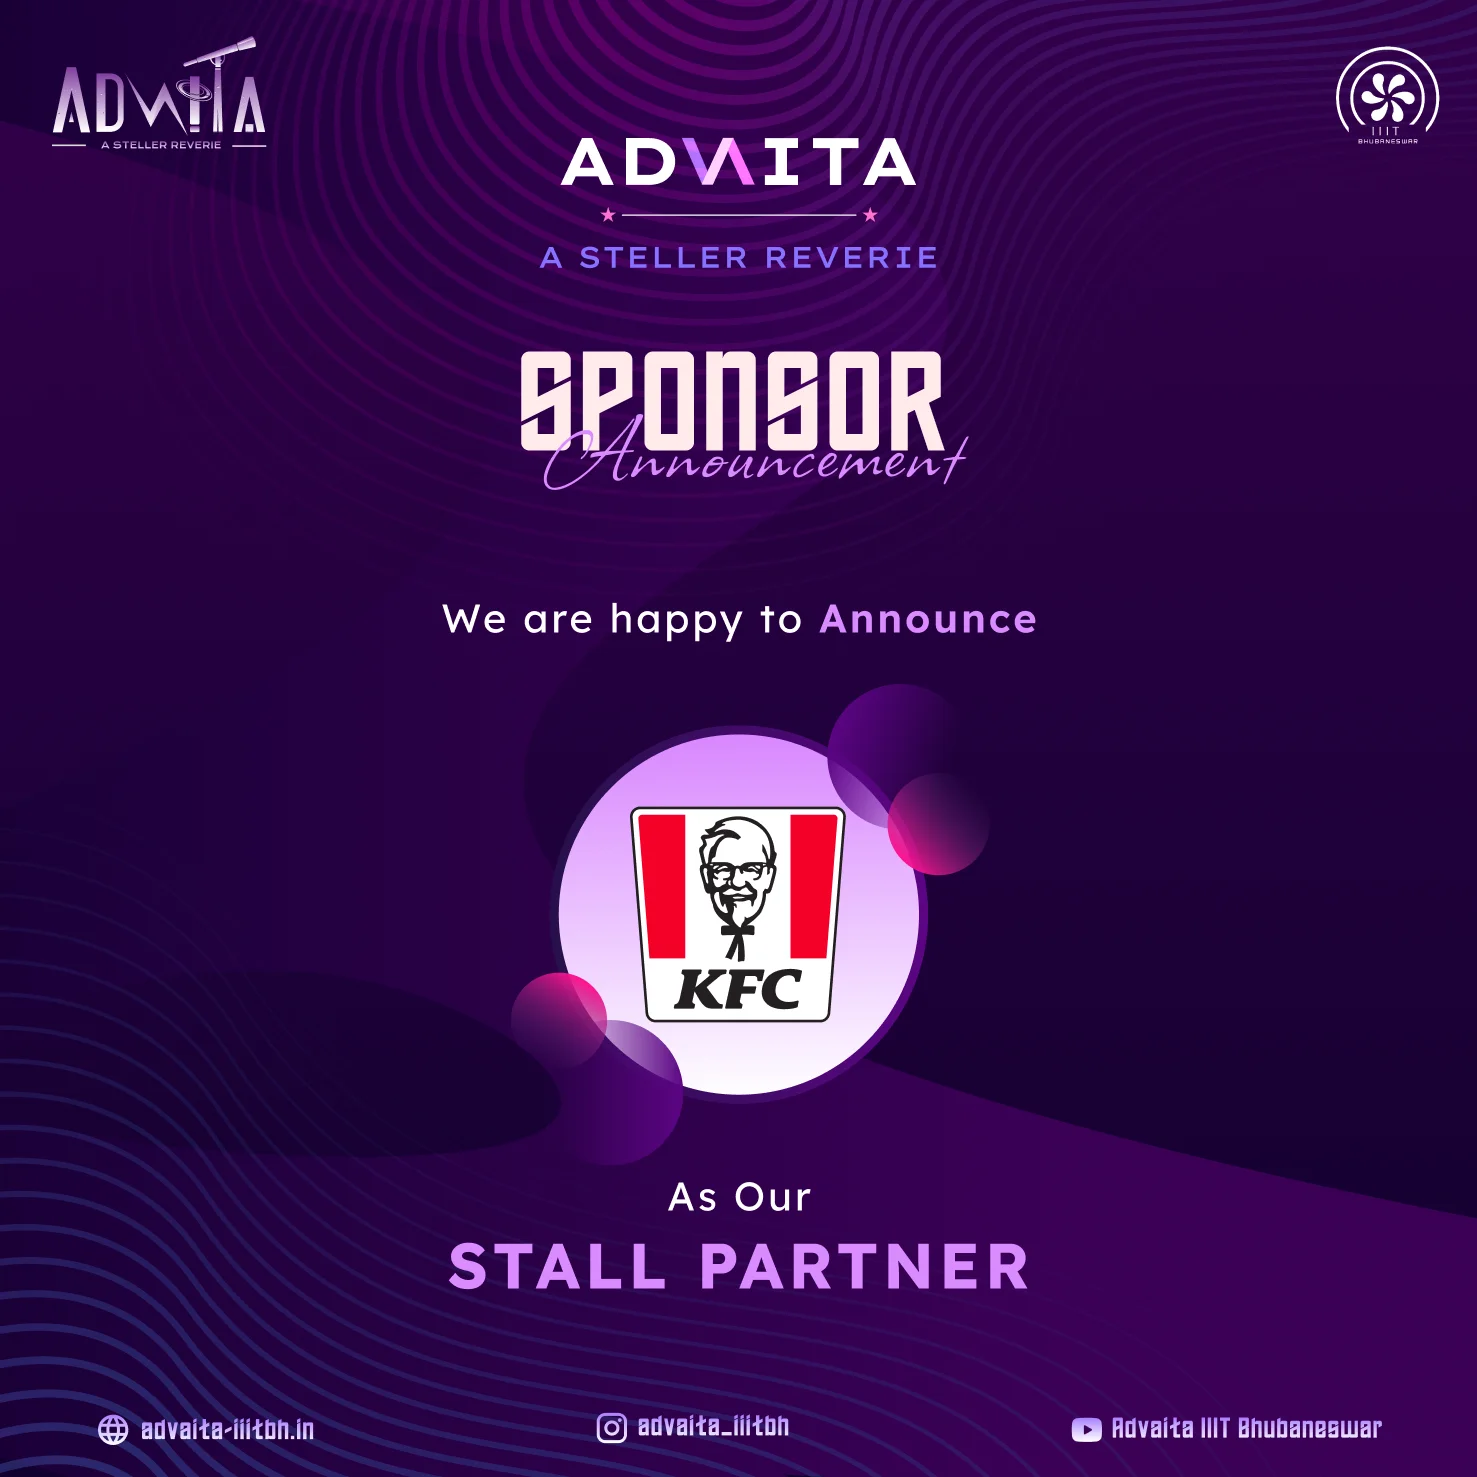 ADVAITA
A STELLER REVERIE
IIIT
BHUBANESWAR
ADVAITA
A STELLER REVERIE
SPONSOR
Announcement
We are happy to Announce
KFC
As Our
STALL PARTNER
advaita-iiitbh.in
advaita_iiitbh
Advaita IIIT Bhubaneswar